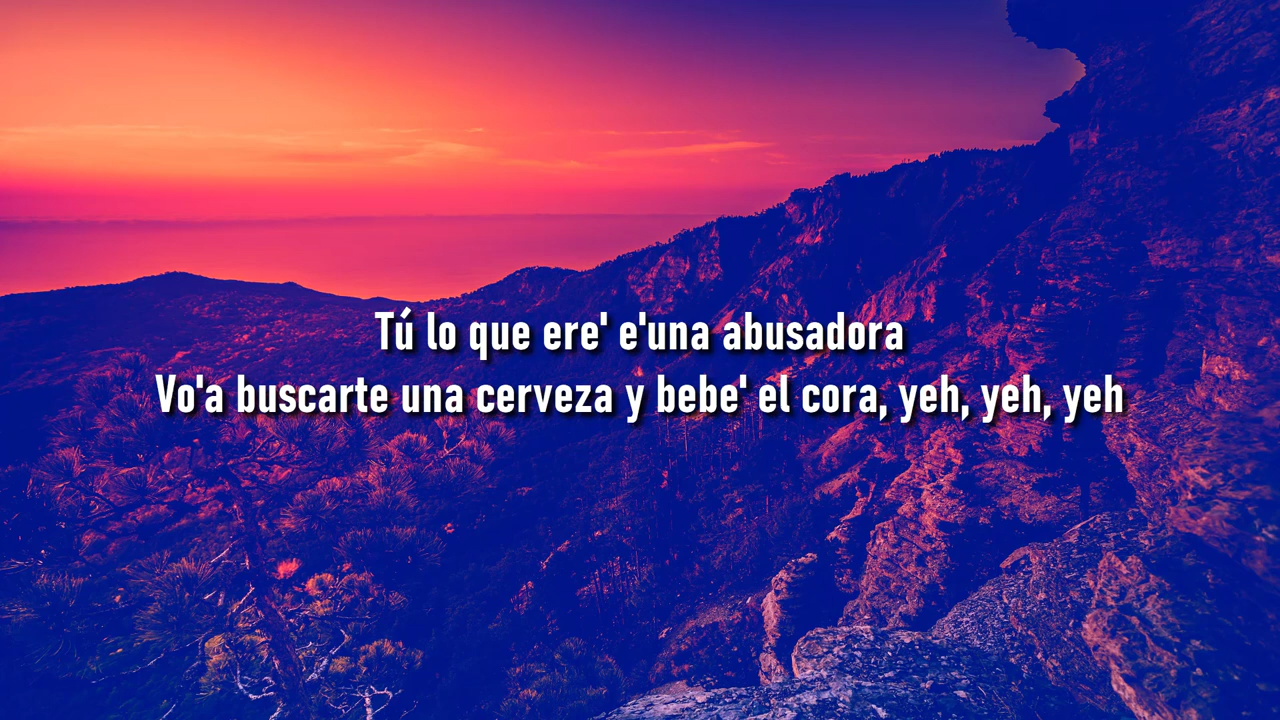 Tú lo que ere' e'una abusadora
Vo'a buscarte una cerveza y bebe' el cora, yeh, yeh, yeh